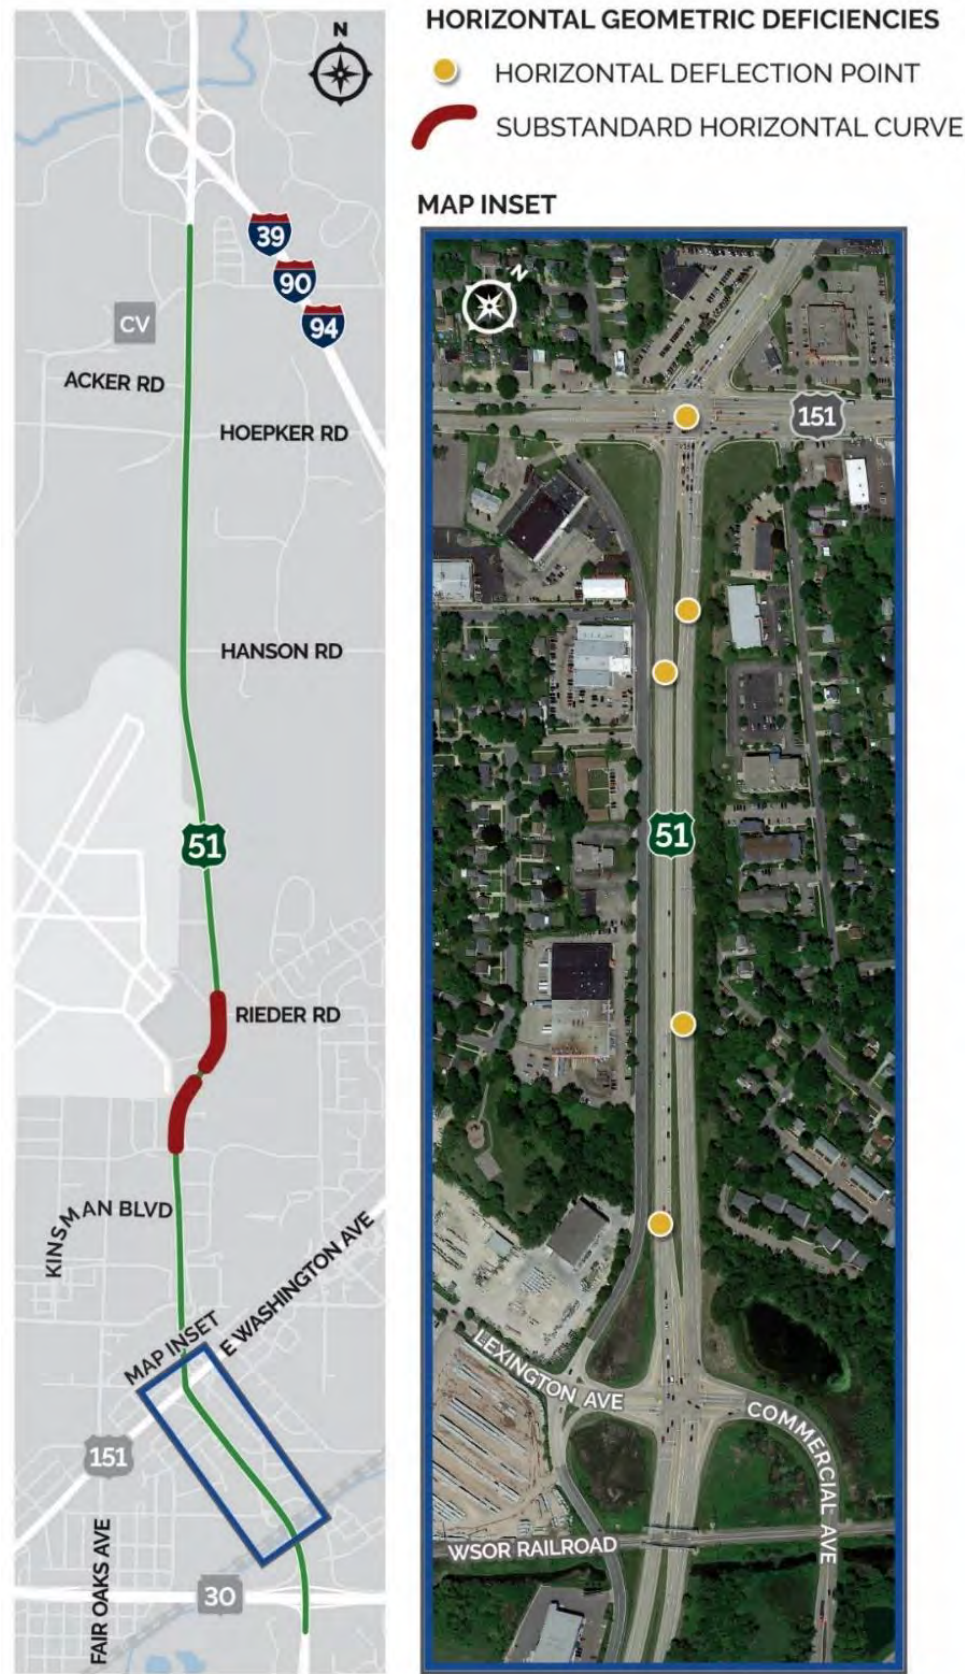 HORIZONTAL GEOMETRIC DEFICIENCIES
HORIZONTAL DEFLECTION POINT
SUBSTANDARD HORIZONTAL CURVE
MAP INSET
N
39
90
94
CV
ACKER RD
HOEPKER RD
HANSON RD
51
RIEDER RD
KINSMAN BLVD
E WASHINGTON AVE
MAP INSET
151
FAIR OAKS AVE
30
N
151
51
LEXINGTON AVE
COMMERCIAL AVE
WSOR RAILROAD